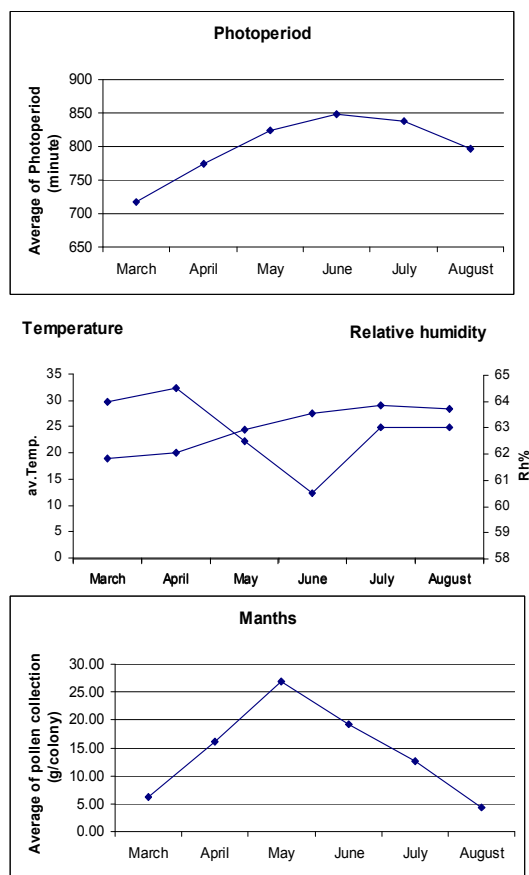 Photoperiod
Average of Photoperiod
(minute)
900
850
800
750
700
650
March April May June July August
Temperature Relative humidity
av.Temp.
35
30
25
20
15
10
5
0
65
64
63
62
61
60
59
58
Rh%
March April May June July August
Manths
Average of pollen collection
(g/colony)
30.00
25.00
20.00
15.00
10.00
5.00
0.00
March April May June July August